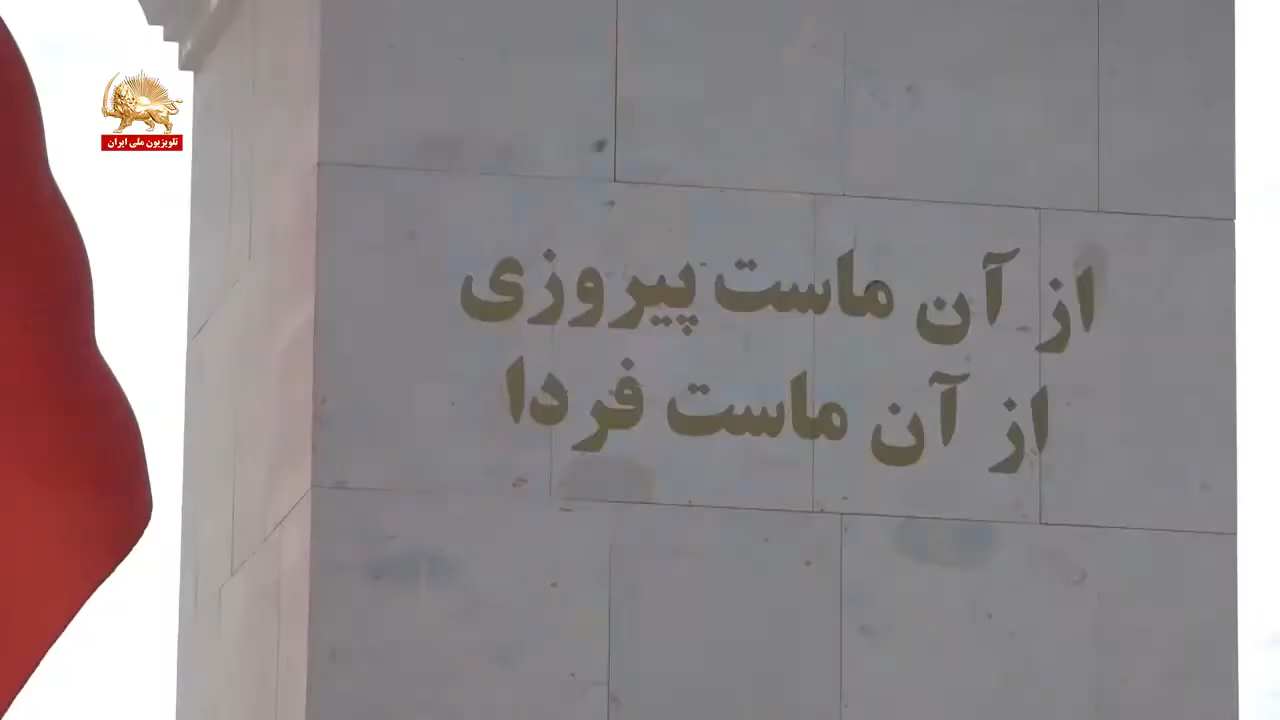 تلویزیون ملی ایران
از آن ماست پیروزی
از آن ماست فردا